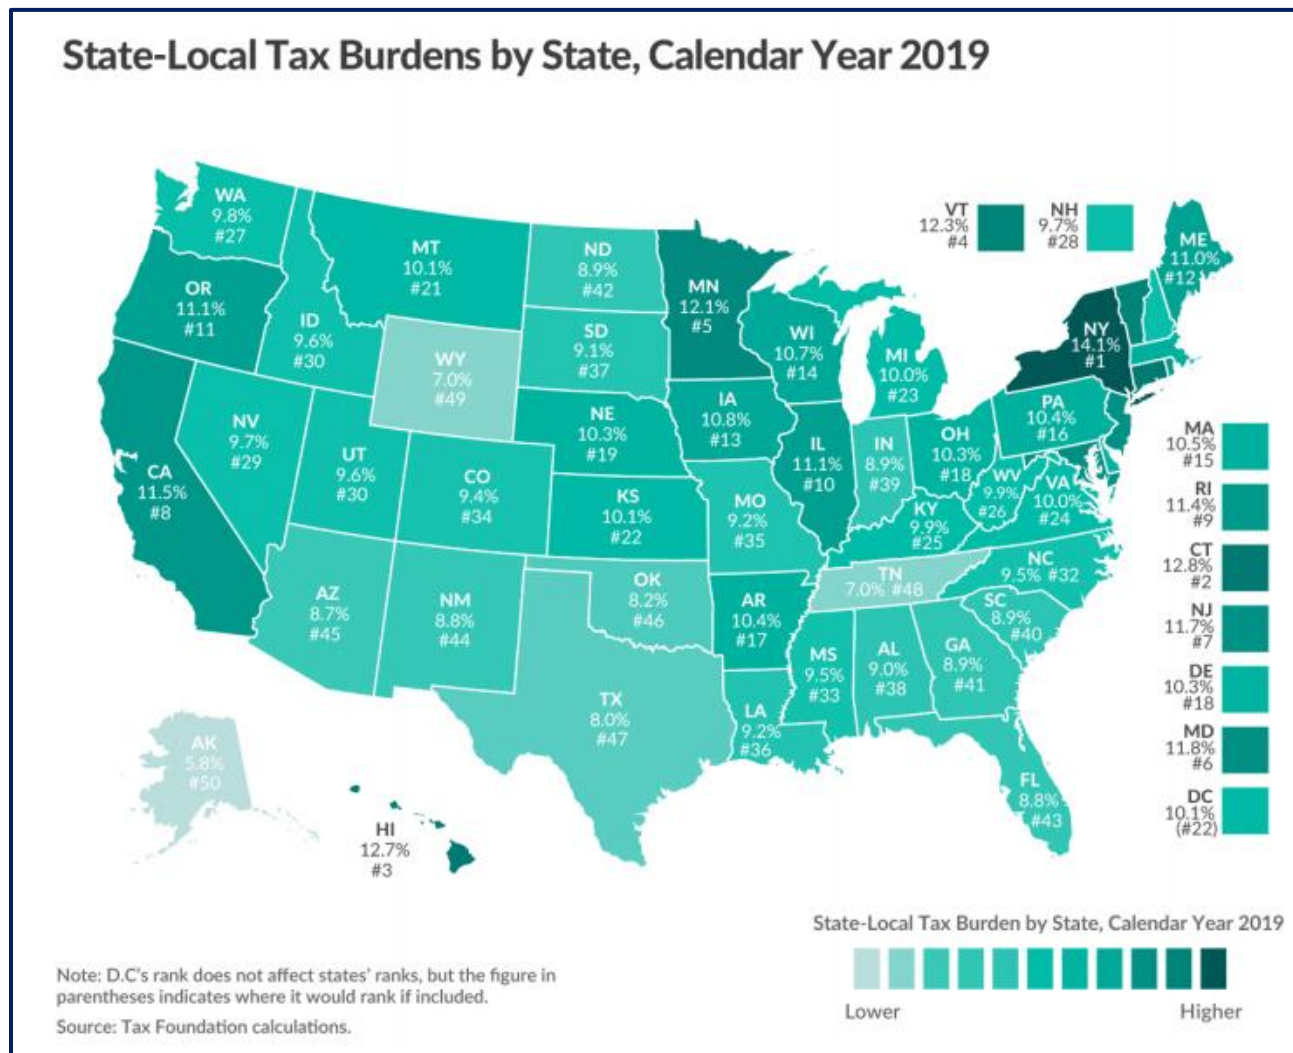 State-Local Tax Burdens by State, Calendar Year 2019
WA
9.8%
#27
MT
10.1%
#21
ND
8.9%
#42
MN
12.1%
#5
VT
12.3%
#4
NH
9.7%
#28
ME
11.0%
#12
OR
11.1%
#11
ID
9.6%
#30
WY
7.0%
#49
SD
9.1%
#37
WI
10.7%
#14
MI
10.0%
#23
NY
14.1%
#1
NV
9.7%
#29
UT
9.6%
#30
CO
9.4%
#34
NE
10.3%
#19
IA
10.8%
#13
IL
11.1%
#10
IN
8.9%
#39
OH
10.3%
#18
PA
10.4%
#16
CA
11.5%
#8
KS
10.1%
#22
MO
9.2%
#35
KY
9.9%
#25
WV
9.9%
#26
VA
10.0%
#24
MA
10.5%
#15
RI
11.4%
#9
CT
12.8%
#2
NJ
11.7%
#7
DE
10.3%
#18
MD
11.8%
#6
DC
10.1%
(#22)
AZ
8.7%
#45
NM
8.8%
#44
OK
8.2%
#46
AR
10.4%
#17
TN
7.0% #48
NC
9.5% #32
SC
8.9%
#40
TX
8.0%
#47
LA
9.2%
#36
MS
9.5%
#33
AL
9.0%
#38
GA
8.9%
#41
FL
8.8%
#43
AK
5.8%
#50
HI
12.7%
#3
State-Local Tax Burden by State, Calendar Year 2019
Lower
Higher
Note: D.C's rank does not affect states' ranks, but the figure in
parentheses indicates where it would rank if included.
Source: Tax Foundation calculations.